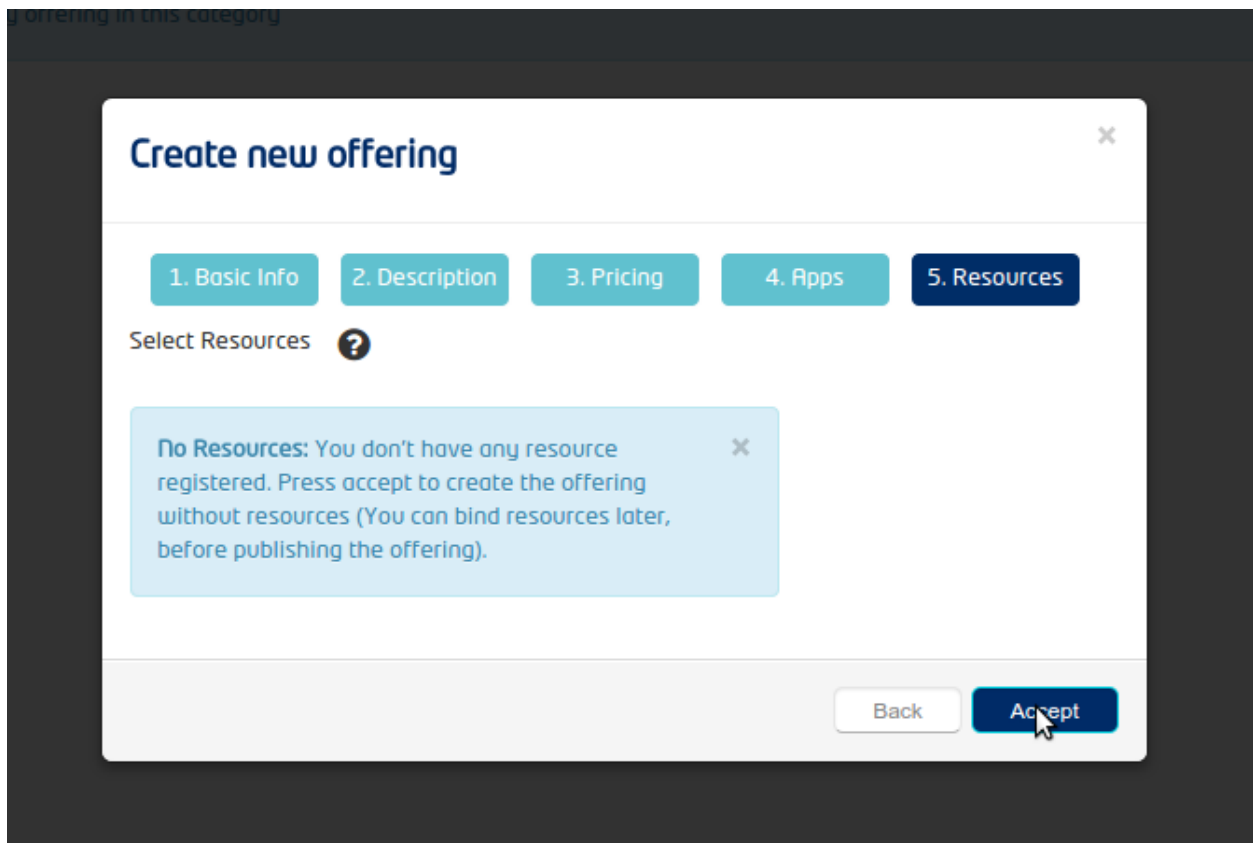 offering in this category
Create new offering
×
1. Basic Info
2. Description
3. Pricing
4. Apps
5. Resources
Select Resources ?
No Resources: You don't have any resource ×
registered. Press accept to create the offering
without resources (You can bind resources later,
before publishing the offering).
Back
Accept